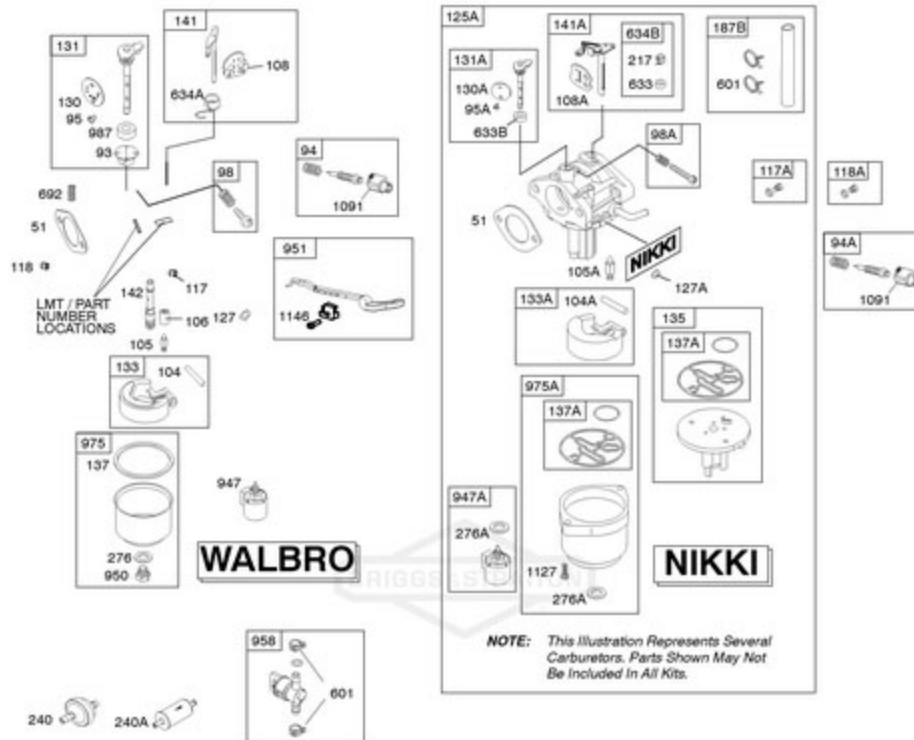 131
130
95
987
93
141
108
634A
692
51
118
98
94
1091
LMT / PART
NUMBER
LOCATIONS
142
117
106
127
105
951
1146
133
104
975
137
276
950
947
WALBRO
958
601
240
240A
125A
141A
634B
217
633
108A
187B
601
131A
130A
95A
633B
98A
117A
118A
51
NIKKI
105A
127A
94A
1091
133A
104A
135
137A
975A
137A
947A
276A
1127
276A
NIKKI
BRIGGS&STRATTON
NOTE: This Illustration Represents Several
Carburetors. Parts Shown May Not
Be Included In All Kits.